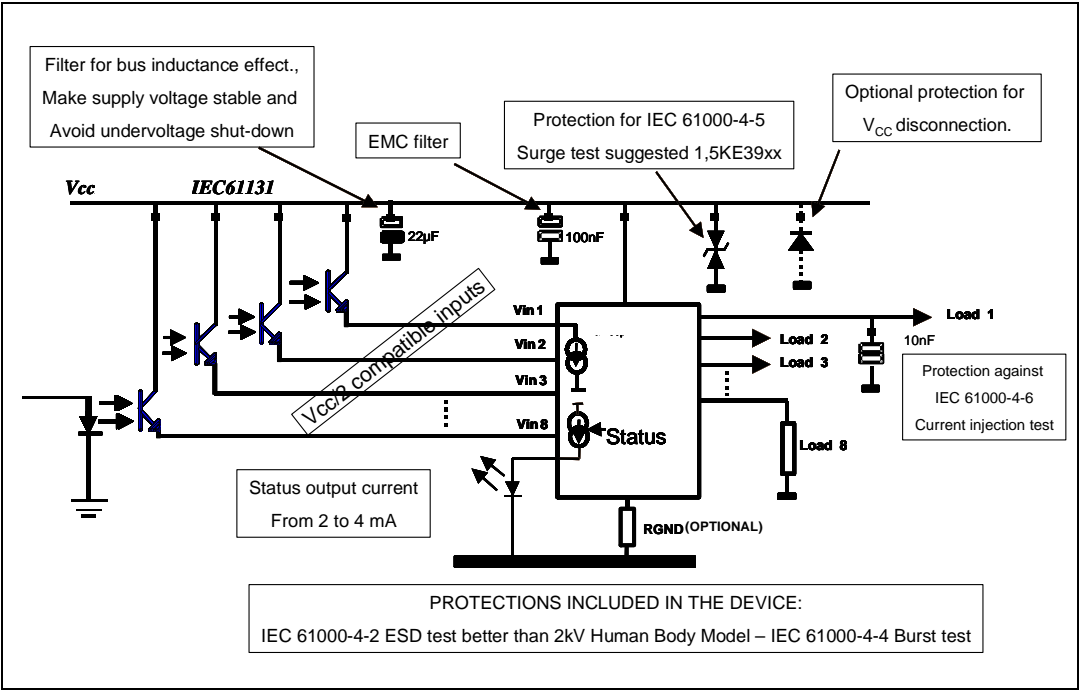 Filter for bus inductance effect.,
Make supply voltage stable and
Avoid undervoltage shut-down
EMC filter
Protection for IEC 61000-4-5
Surge test suggested 1,5KE39xx
Optional protection for
VCC disconnection.
Vcc
IEC61131
22µF
100nF
Vcc/2 compatible inputs
Vin 1
Vin 2
Vin 3
Vin 8
Status
Load 1
Load 2
Load 3
Load 8
10nF
Protection against
IEC 61000-4-6
Current injection test
Status output current
From 2 to 4 mA
RGND (OPTIONAL)
PROTECTIONS INCLUDED IN THE DEVICE:
IEC 61000-4-2 ESD test better than 2kV Human Body Model – IEC 61000-4-4 Burst test